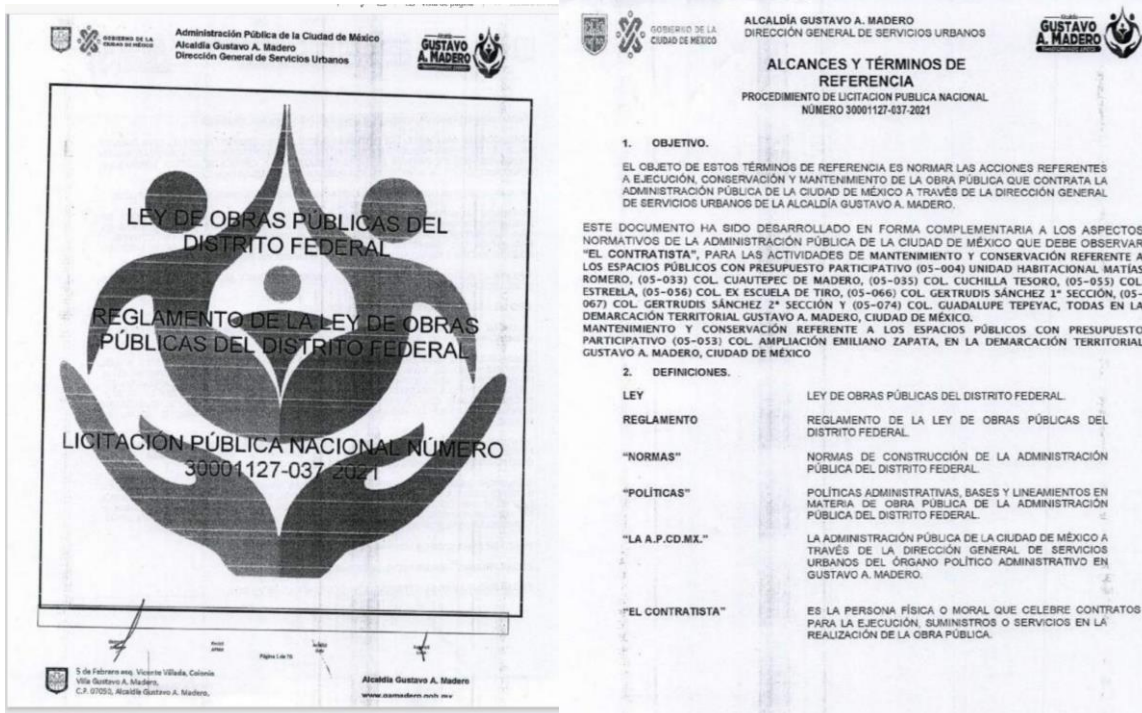 GOBIERNO DE LA
CIUDAD DE MÉXICO
Administración Pública de la Ciudad de México
Alcaldía Gustavo A. Madero
Dirección General de Servicios Urbanos
GUSTAVO
A. MADERO
LEY DE OBRAS PÚBLICAS DEL
DISTRITO FEDERAL
REGLAMENTO DE LA LEY DE OBRAS
PÚBLICAS DEL DISTRITO FEDERAL
LICITACIÓN PÚBLICA NACIONAL NÚMERO
30001127-037-2021
5 de Febrero esq. Vicente Villada, Colonia
Villa Gustavo A. Madero,
C.P. 07050, Alcaldía Gustavo A. Madero,
Alcaldía Gustavo A. Madero
www.gamadero.gob.mx
GOBIERNO DE LA
CIUDAD DE MÉXICO
ALCALDÍA GUSTAVO A. MADERO
DIRECCIÓN GENERAL DE SERVICIOS URBANOS
GUSTAVO
A. MADERO
ALCANCES Y TÉRMINOS DE
REFERENCIA
PROCEDIMIENTO DE LICITACION PUBLICA NACIONAL
NÚMERO 30001127-037-2021
1. OBJETIVO.
EL OBJETO DE ESTOS TÉRMINOS DE REFERENCIA ES NORMAR LAS ACCIONES REFERENTES
A EJECUCIÓN, CONSERVACIÓN Y MANTENIMIENTO DE LA OBRA PÚBLICA QUE CONTRATA LA
ADMINISTRACIÓN PÚBLICA DE LA CIUDAD DE MÉXICO A TRAVÉS DE LA DIRECCIÓN GENERAL
DE SERVICIOS URBANOS DE LA ALCALDÍA GUSTAVO A. MADERO.
ESTE DOCUMENTO HA SIDO DESARROLLADO EN FORMA COMPLEMENTARIA A LOS ASPECTOS
NORMATIVOS DE LA ADMINISTRACIÓN PÚBLICA DE LA CIUDAD DE MÉXICO QUE DEBE OBSERVAR
"EL CONTRATISTA", PARA LAS ACTIVIDADES DE MANTENIMIENTO Y CONSERVACIÓN REFERENTE A
LOS ESPACIOS PÚBLICOS CON PRESUPUESTO PARTICIPATIVO (05-004) UNIDAD HABITACIONAL MATÍAS
ROMERO, (05-033) COL. CUAUTEPEC DE MADERO, (05-035) COL. CUCHILLA TESORO, (05-055) COL.
ESTRELLA, (05-056) COL. EX ESCUELA DE TIRO, (05-066) COL. GERTRUDIS SÁNCHEZ 1ª SECCIÓN, (05-
067) COL. GERTRUDIS SÁNCHEZ 2ª SECCIÓN Y (05-074) COL. GUADALUPE TEPEYAC, TODAS EN LA
DEMARCACIÓN TERRITORIAL GUSTAVO A. MADERO, CIUDAD DE MÉXICO.
MANTENIMIENTO Y CONSERVACIÓN REFERENTE A LOS ESPACIOS PÚBLICOS CON PRESUPUESTO
PARTICIPATIVO (05-053) COL. AMPLIACIÓN EMILIANO ZAPATA, EN LA DEMARCACIÓN TERRITORIAL
GUSTAVO A. MADERO, CIUDAD DE MÉXICO
2. DEFINICIONES.
LEY LEY DE OBRAS PÚBLICAS DEL DISTRITO FEDERAL.
REGLAMENTO REGLAMENTO DE LA LEY DE OBRAS PÚBLICAS DEL
DISTRITO FEDERAL.
"NORMAS" NORMAS DE CONSTRUCCIÓN DE LA ADMINISTRACIÓN
PÚBLICA DEL DISTRITO FEDERAL.
"POLÍTICAS" POLÍTICAS ADMINISTRATIVAS, BASES Y LINEAMIENTOS EN
MATERIA DE OBRA PÚBLICA DE LA ADMINISTRACIÓN
PÚBLICA DEL DISTRITO FEDERAL.
"LA A.P.CD.MX." LA ADMINISTRACIÓN PÚBLICA DE LA CIUDAD DE MÉXICO A
TRAVÉS DE LA DIRECCIÓN GENERAL DE SERVICIOS
URBANOS DEL ÓRGANO POLÍTICO ADMINISTRATIVO EN
GUSTAVO A. MADERO.
"EL CONTRATISTA" ES LA PERSONA FÍSICA O MORAL QUE CELEBRE CONTRATOS
PARA LA EJECUCIÓN, SUMINISTROS O SERVICIOS EN LA
REALIZACIÓN DE LA OBRA PÚBLICA.